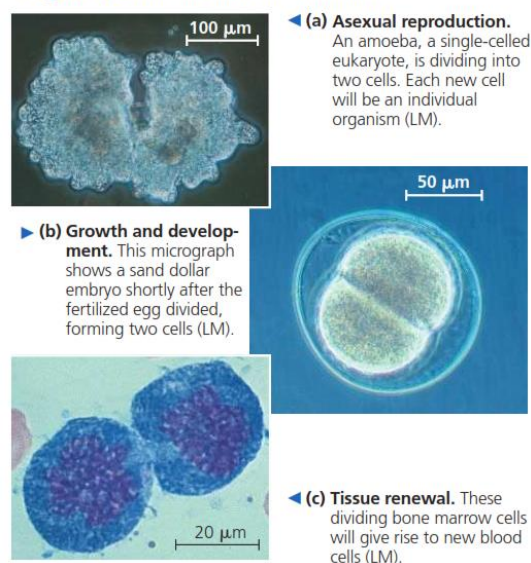 100 μm
◀ (a) Asexual reproduction.
An amoeba, a single-celled
eukaryote, is dividing into
two cells. Each new cell
will be an individual
organism (LM).
50 μm
▶ (b) Growth and develop-
ment. This micrograph
shows a sand dollar
embryo shortly after the
fertilized egg divided,
forming two cells (LM).
20 μm
◀ (c) Tissue renewal. These
dividing bone marrow cells
will give rise to new blood
cells (LM).